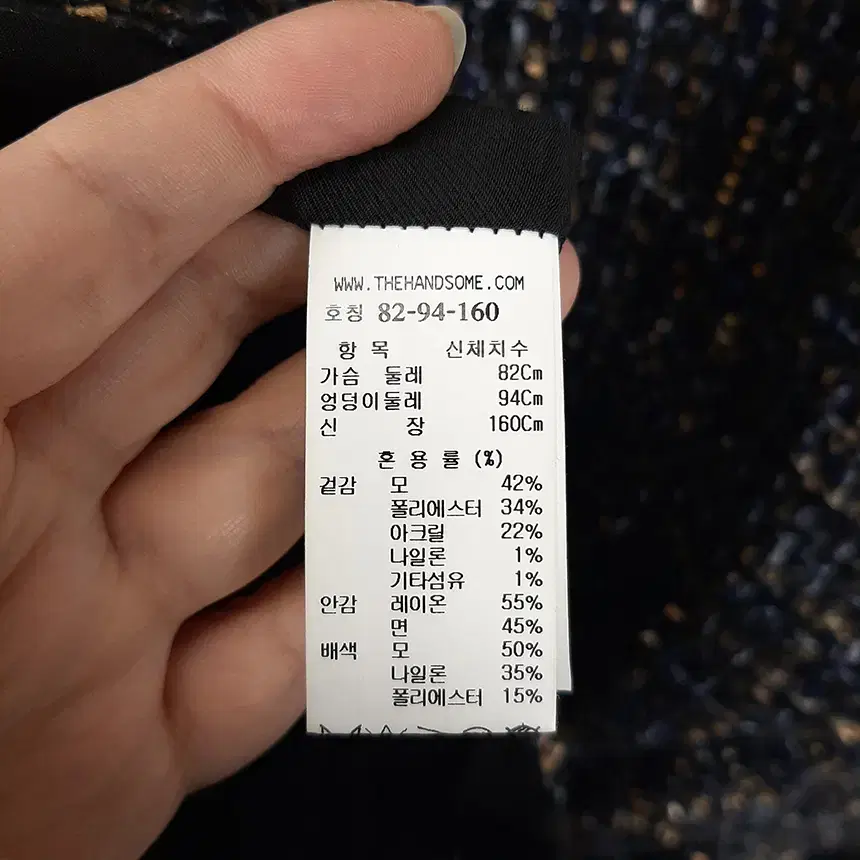 WWW.THEHANDSOME.COM
호칭 82-94-160
항 목 신체치수
가슴 둘레 82Cm
엉덩이둘레 94Cm
신 장 160Cm
혼 용 률 (%)
겉감 모 42%
폴리에스터 34%
아크릴 22%
나일론 1%
기타섬유 1%
안감 레이온 55%
면 45%
배색 모 50%
나일론 35%
폴리에스터 15%